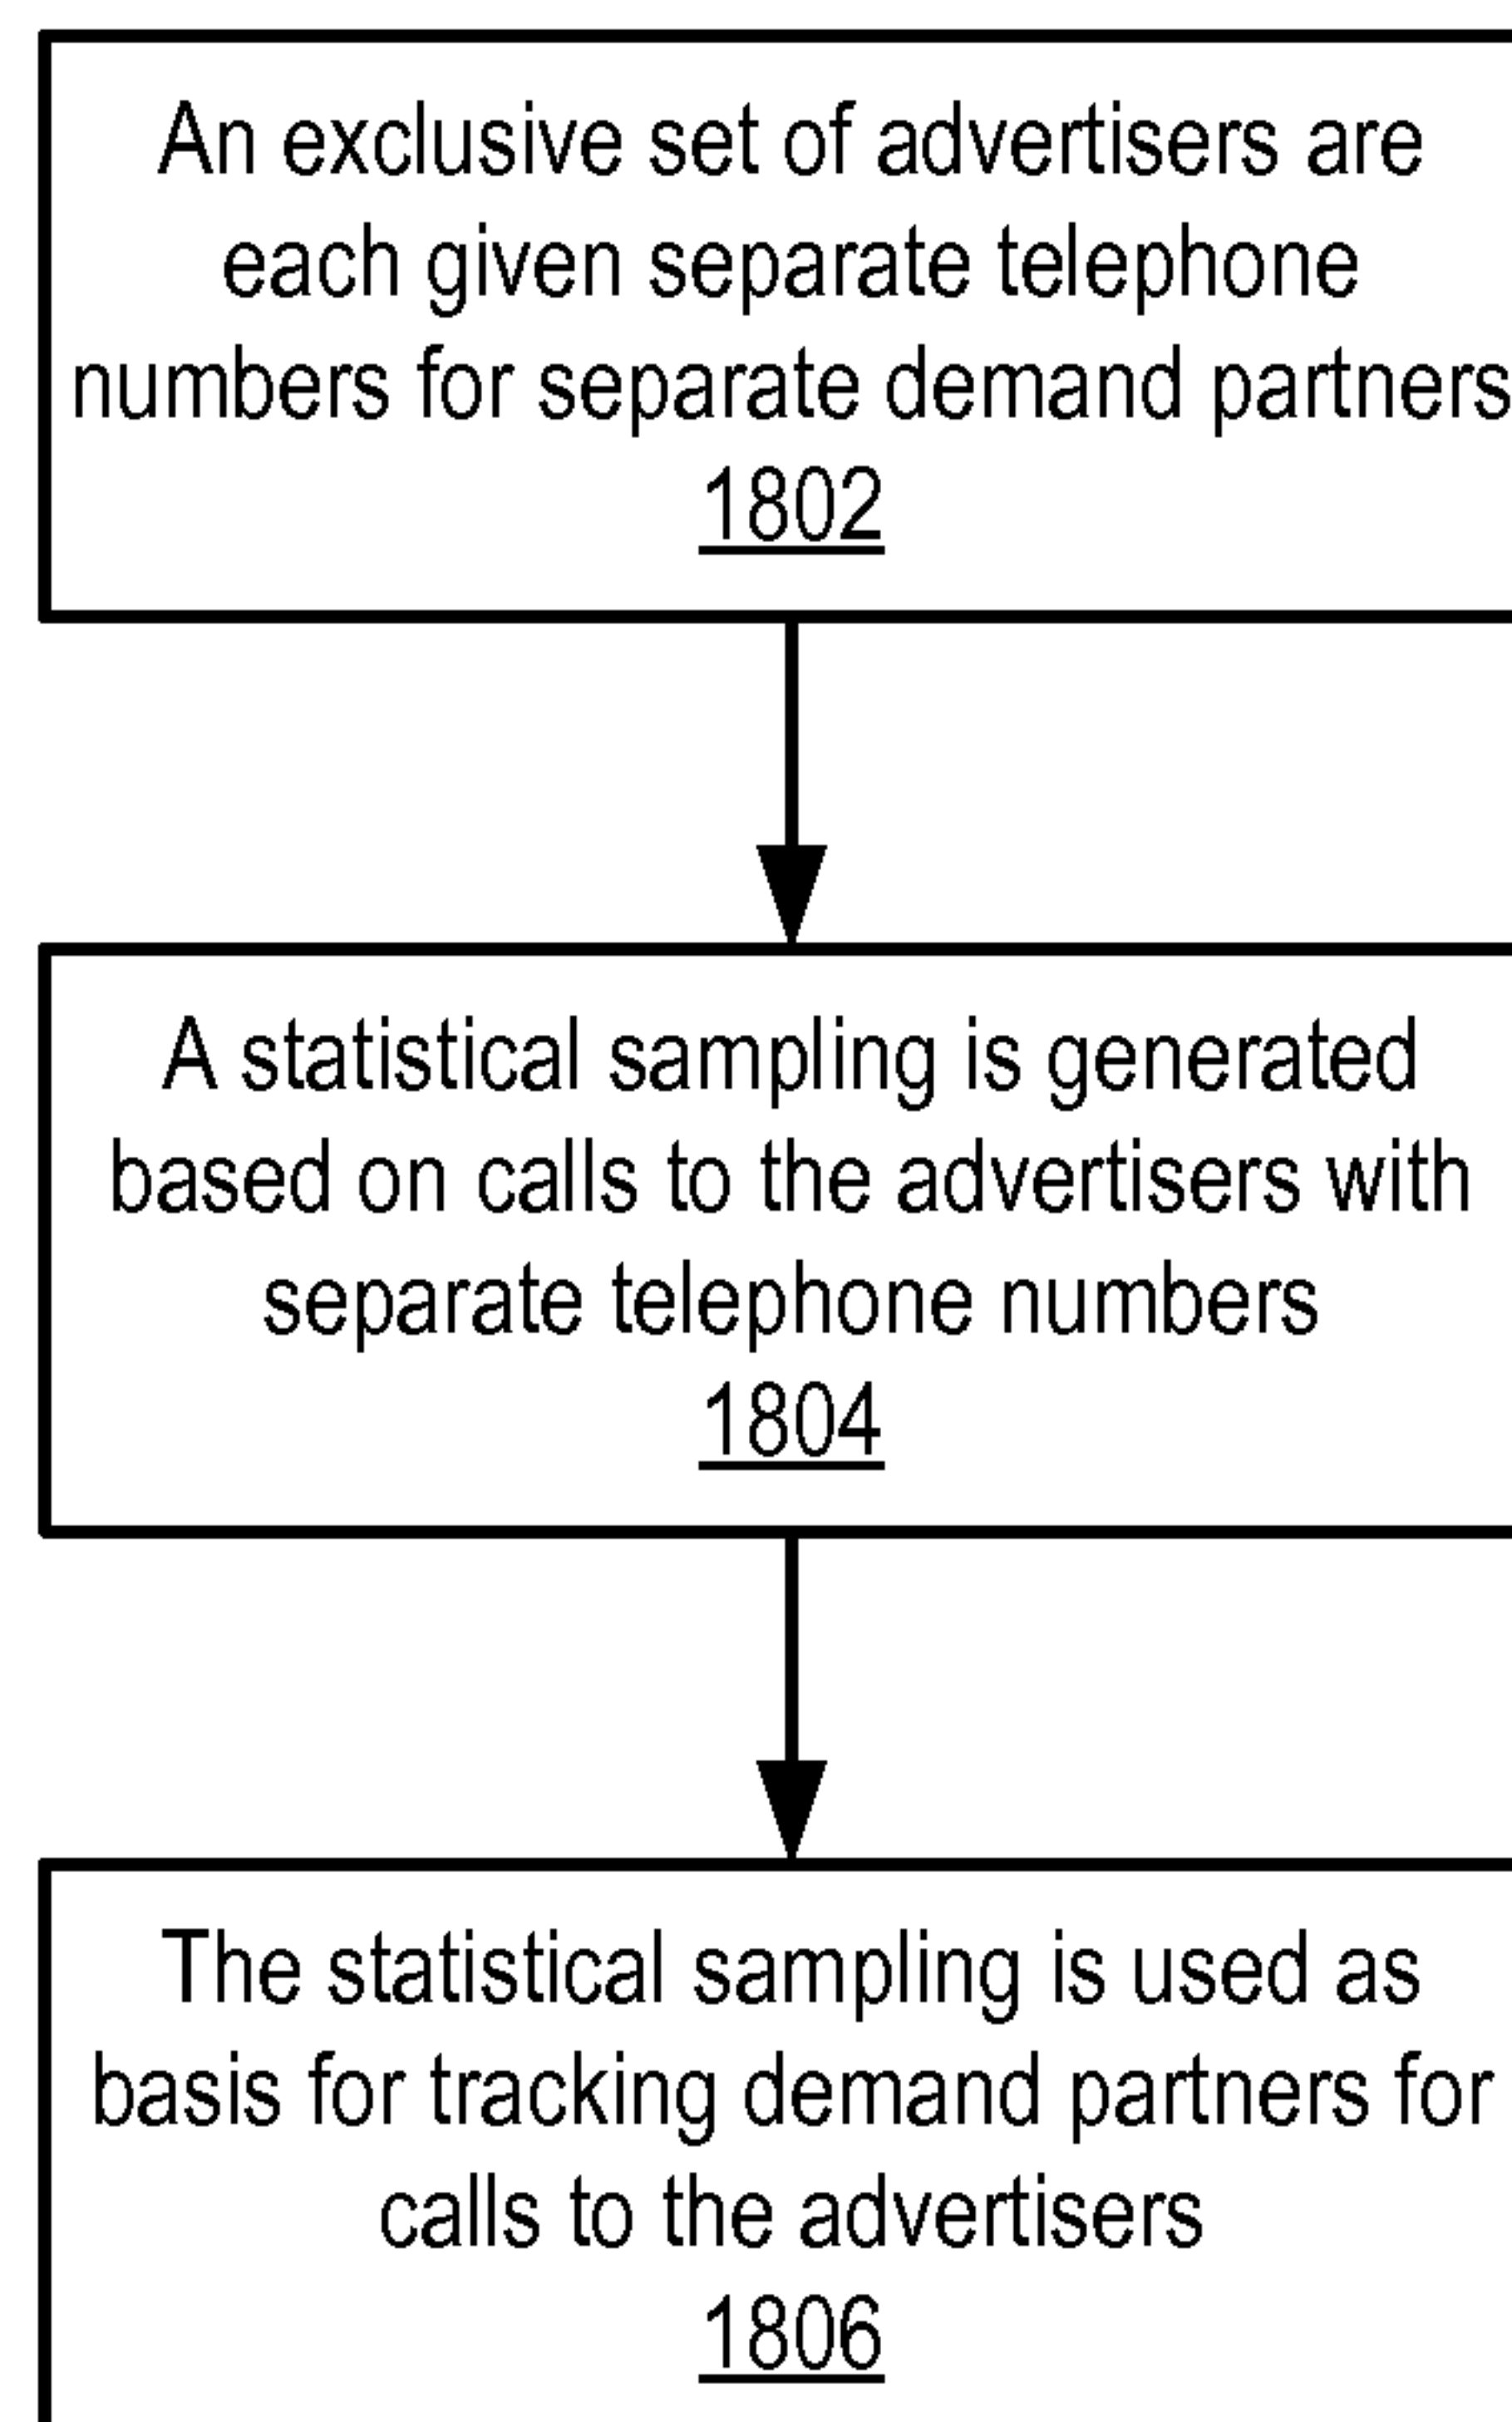 An exclusive set of advertisers are
each given separate telephone
numbers for separate demand partners
1802
A statistical sampling is generated
based on calls to the advertisers with
separate telephone numbers
1804
The statistical sampling is used as
basis for tracking demand partners for
calls to the advertisers
1806